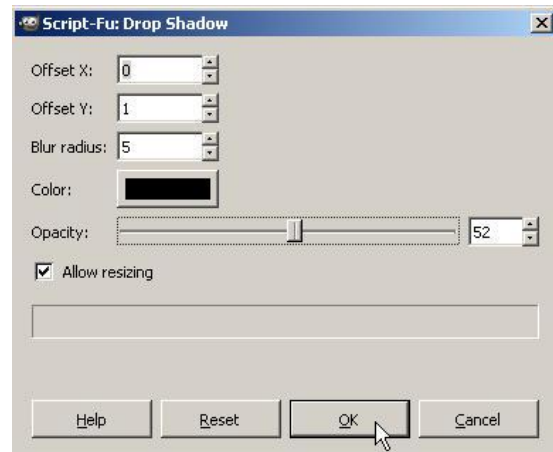 Script-Fu: Drop Shadow
Offset X: 0
Offset Y: 1
Blur radius: 5
Color:
Opacity: 52
Allow resizing
Help Reset OK Cancel